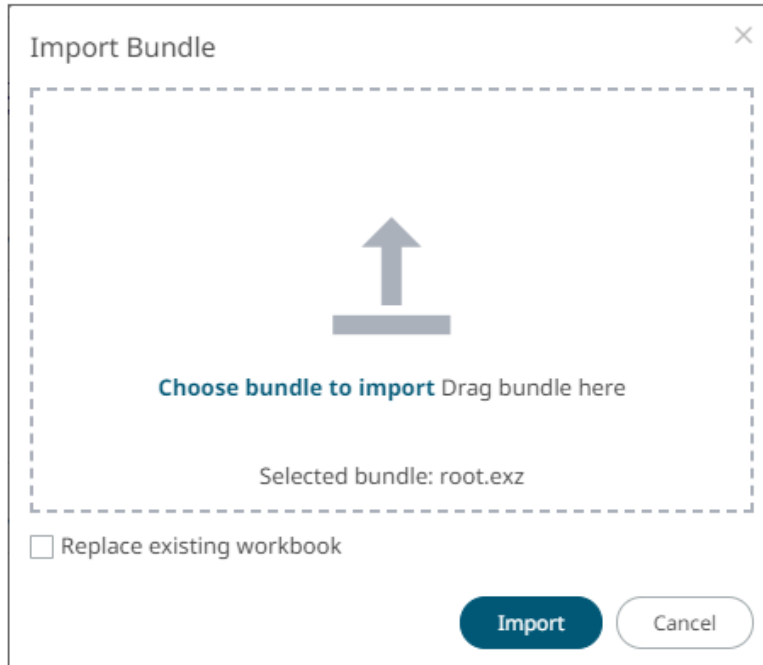 Import Bundle
Choose bundle to import Drag bundle here
Selected bundle: root.exz
Replace existing workbook
Import Cancel